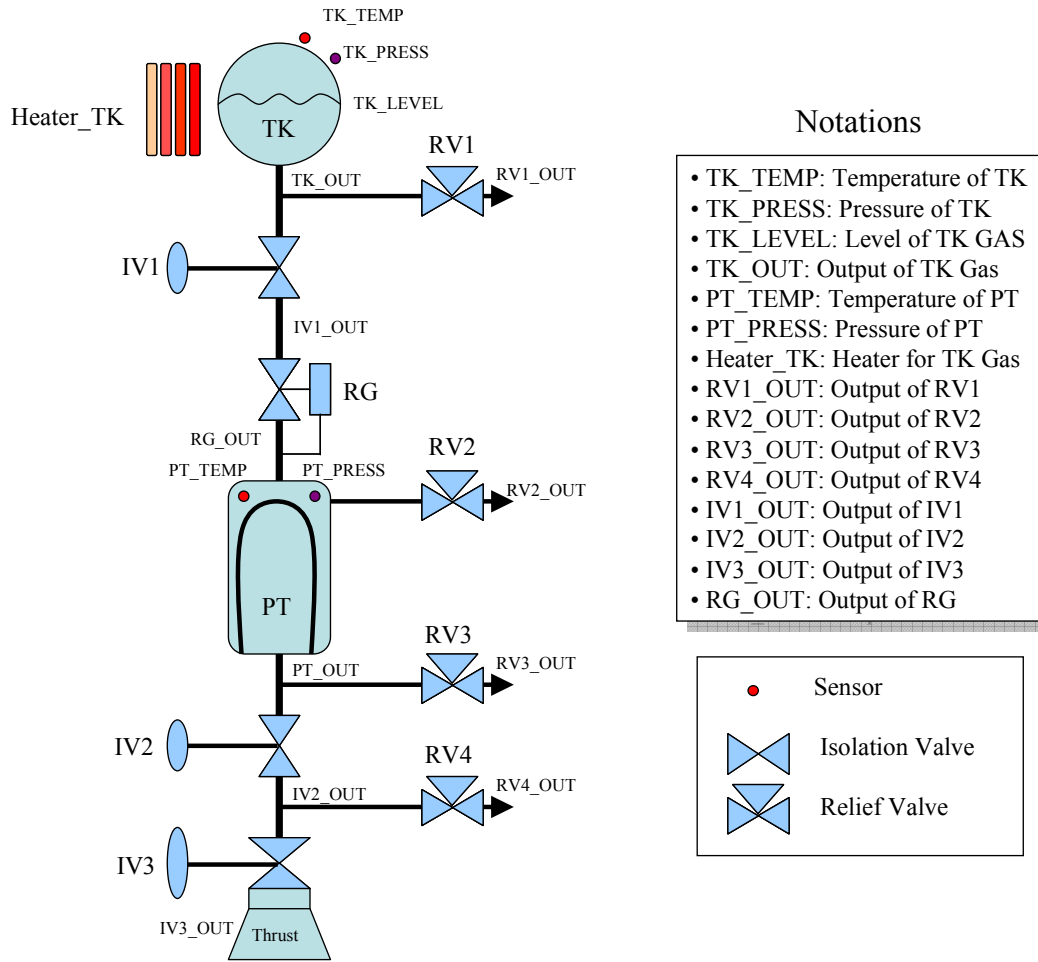 TK_TEMP
TK_PRESS
TK_LEVEL
Heater_TK
TK
RV1
TK_OUT
RV1_OUT
IV1
IV1_OUT
RG
RG_OUT
PT_TEMP
PT_PRESS
RV2
RV2_OUT
PT
RV3
PT_OUT
RV3_OUT
IV2
RV4
IV2_OUT
RV4_OUT
IV3
IV3_OUT
Thrust
Notations
• TK_TEMP: Temperature of TK
• TK_PRESS: Pressure of TK
• TK_LEVEL: Level of TK GAS
• TK_OUT: Output of TK Gas
• PT_TEMP: Temperature of PT
• PT_PRESS: Pressure of PT
• Heater_TK: Heater for TK Gas
• RV1_OUT: Output of RV1
• RV2_OUT: Output of RV2
• RV3_OUT: Output of RV3
• RV4_OUT: Output of RV4
• IV1_OUT: Output of IV1
• IV2_OUT: Output of IV2
• IV3_OUT: Output of IV3
• RG_OUT: Output of RG
Sensor
Isolation Valve
Relief Valve